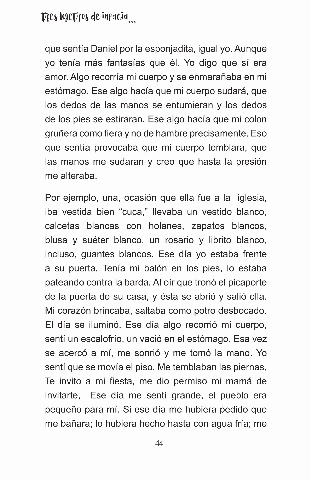 Tres lagartijas de infancia...
que sentía Daniel por la esponjadita, igual yo. Aunque
yo tenía más fantasías que él. Yo digo que sí era
amor. Algo recorría mi cuerpo y se enmarañaba en mi
estómago. Ese algo hacía que mi cuerpo sudará, que
los dedos de las manos se entumieran y los dedos
de los pies se estiraran. Ese algo hacía que mi colon
gruñera como fiera y no de hambre precisamente. Eso
que sentía provocaba que mi cuerpo temblara, que
las manos me sudaran y creo que hasta la presión
me alteraba.
Por ejemplo, una, ocasión que ella fue a la iglesia,
iba vestida bien “cuca,” llevaba un vestido blanco,
calcetas blancas con holanes, zapatos blancos,
blusa y suéter blanco, un rosario y librito blanco,
incluso, guantes blancos. Ese día yo estaba frente
a su puerta. Tenía mi balón en los pies, lo estaba
pateando contra la barda. Al oír que tronó el picaporte
de la puerta de su casa, y ésta se abrió y salió ella.
Mi corazón brincaba, saltaba como potro desbocado.
El día se iluminó. Ese día algo recorrió mi cuerpo,
sentí un escalofrío, un vació en el estómago. Esa vez
se acercó a mí, me sonrió y me tomó la mano. Yo
sentí que se movía el piso. Me temblaban las piernas,
Te invito a mi fiesta, me dio permiso mi mamá de
invitarte, Ese día me sentí grande, el pueblo era
pequeño para mí. Si ese día me hubiera pedido que
me bañara; lo hubiera hecho hasta con agua fría; me
44